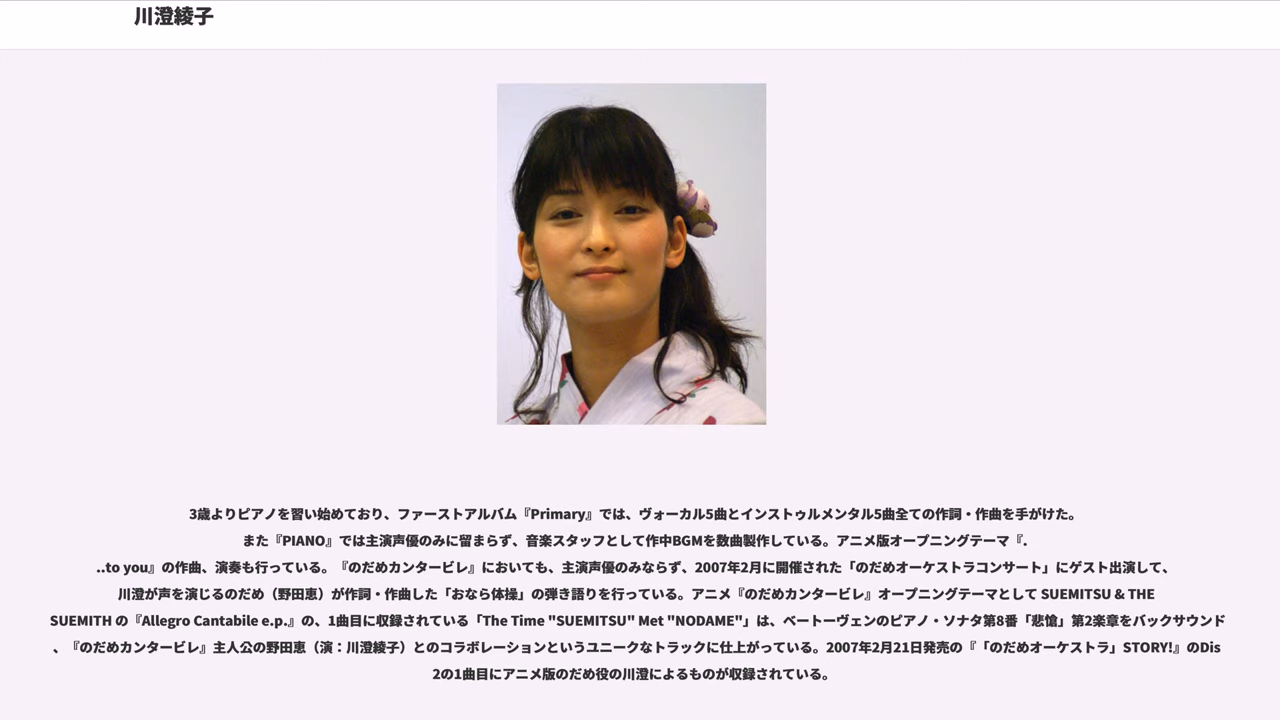 川澄綾子
3歳よりピアノを習い始めており、ファーストアルバム『Primary』では、ヴォーカル5曲とインストゥルメンタル5曲全ての作詞・作曲を手がけた。
また『PIANO』では主演声優のみに留まらず、音楽スタッフとして作中BGMを数曲製作している。アニメ版オープニングテーマ『.
..to you』の作曲、演奏も行っている。『のだめカンタービレ』においても、主演声優のみならず、2007年2月に開催された「のだめオーケストラコンサート」にゲスト出演して、
川澄が声を演じるのだめ（野田恵）が作詞・作曲した「おなら体操」の弾き語りを行っている。アニメ『のだめカンタービレ』オープニングテーマとして SUEMITSU & THE
SUEMITH の『Allegro Cantabile e.p.』の、1曲目に収録されている「The Time "SUEMITSU" Met "NODAME"」は、ベートーヴェンのピアノ・ソナタ第8番「悲愴」第2楽章をバックサウンド
、『のだめカンタービレ』主人公の野田恵（演：川澄綾子）とのコラボレーションというユニークなトラックに仕上がっている。2007年2月21日発売の『「のだめオーケストラ」STORY!』のDis
2の1曲目にアニメ版のだめ役の川澄によるものが収録されている。